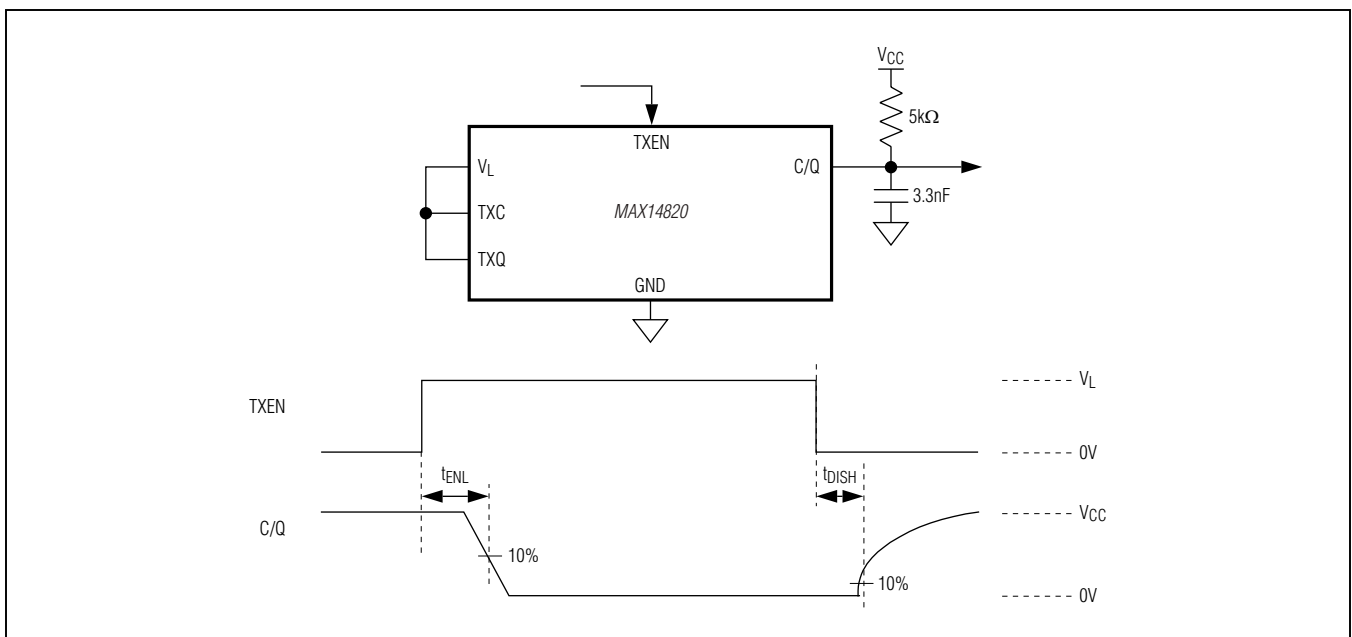 VCC
5kΩ
TXEN
VL
C/Q
TXC
MAX14820
3.3nF
TXQ
GND
VL
TXEN
0V
tENL
tDISH
VCC
C/Q
10%
10%
0V